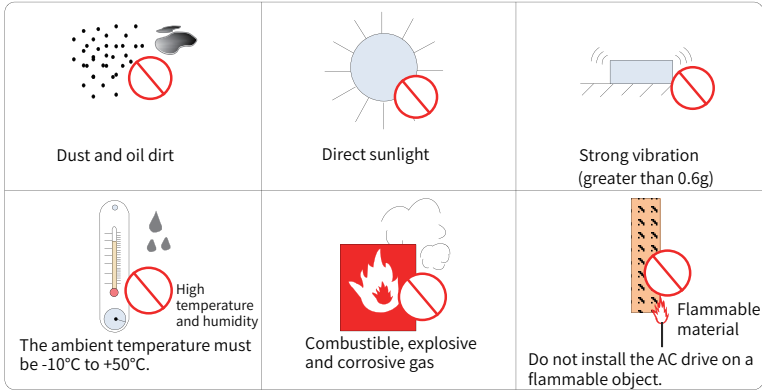 Dust and oil dirt
Direct sunlight
Strong vibration
(greater than 0.6g)
High
temperature
and humidity
The ambient temperature must
be -10°C to +50°C.
Combustible, explosive
and corrosive gas
Flammable
material
Do not install the AC drive on a
flammable object.